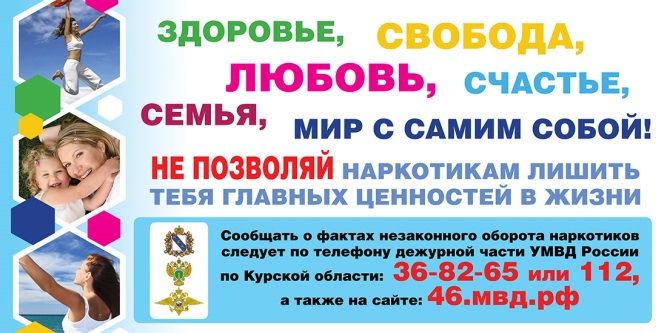 ЗДОРОВЬЕ, СВОБОДА,
ЛЮБОВЬ, СЧАСТЬЕ,
СЕМЬЯ, МИР С САМИМ СОБОЙ!
НЕ ПОЗВОЛЯЙ НАРКОТИКАМ ЛИШИТЬ
ТЕБЯ ГЛАВНЫХ ЦЕННОСТЕЙ В ЖИЗНИ
Сообщать о фактах незаконного оборота наркотиков
следует по телефону дежурной части УМВД России
по Курской области: 36-82-65 или 112,
а также на сайте: 46.мвд.рф